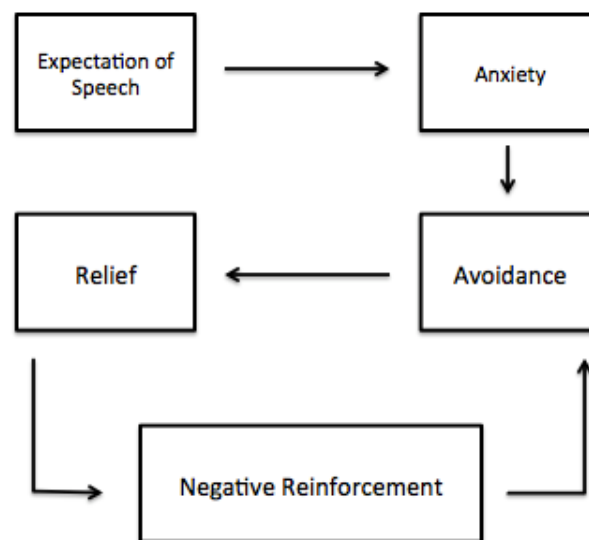 Expectation of
Speech
Anxiety
Relief
Avoidance
Negative Reinforcement